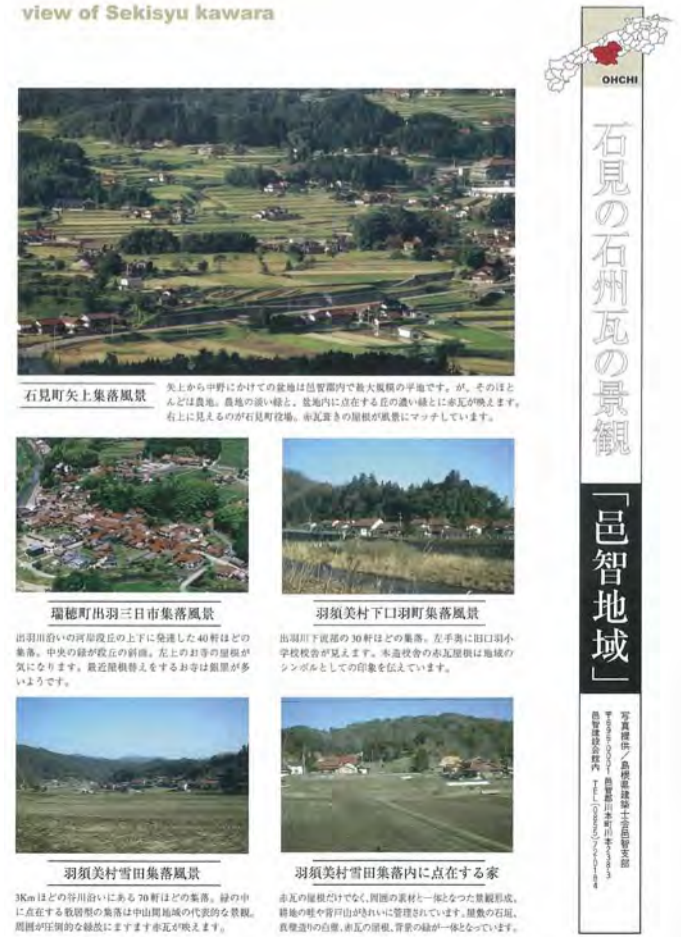 view of Sekisyu kawara
OHCHI
石見の石州瓦の景観
「邑智地域」
石見町矢上集落風景
矢上から中野にかけての盆地は邑智郡内で最大規模の平地です。が、そのほと
んどは農地。農地の淡い緑と、盆地内に点在する丘の濃い緑とに赤瓦が映えます。
右上に見えるのが石見町役場。赤瓦葺きの屋根が風景にマッチしています。
瑞穂町出羽三日市集落風景
出羽川沿いの河岸段丘の上下に発達した40軒ほどの
集落。中央の緑が段丘の斜面。左上のお寺の屋根が
気になります。最近屋根替えをするお寺は銀黒が多
いようです。
羽須美村下口羽町集落風景
出羽川下流部の30軒ほどの集落。左手奥に旧口羽小
学校校舎が見えます。木造校舎の赤瓦屋根は地域の
シンボルとしての印象を伝えています。
羽須美村雪田集落風景
3Kmほどの谷川沿いにある70軒ほどの集落。緑の中
に点在する散居型の集落は中山間地域の代表的な景観。
周囲が圧倒的な緑故にますます赤瓦が映えます。
羽須美村雪田集落内に点在する家
赤瓦の屋根だけでなく、周囲の素材と一体となった景観形成。
耕地の畦や背戸山がきれいに管理されています。屋敷の石垣、
真壁造りの白壁、赤瓦の屋根、背景の緑が一体となっています。
写真提供／島根県建築士会邑智支部
邑智郡川本町川本
邑智建設会館内